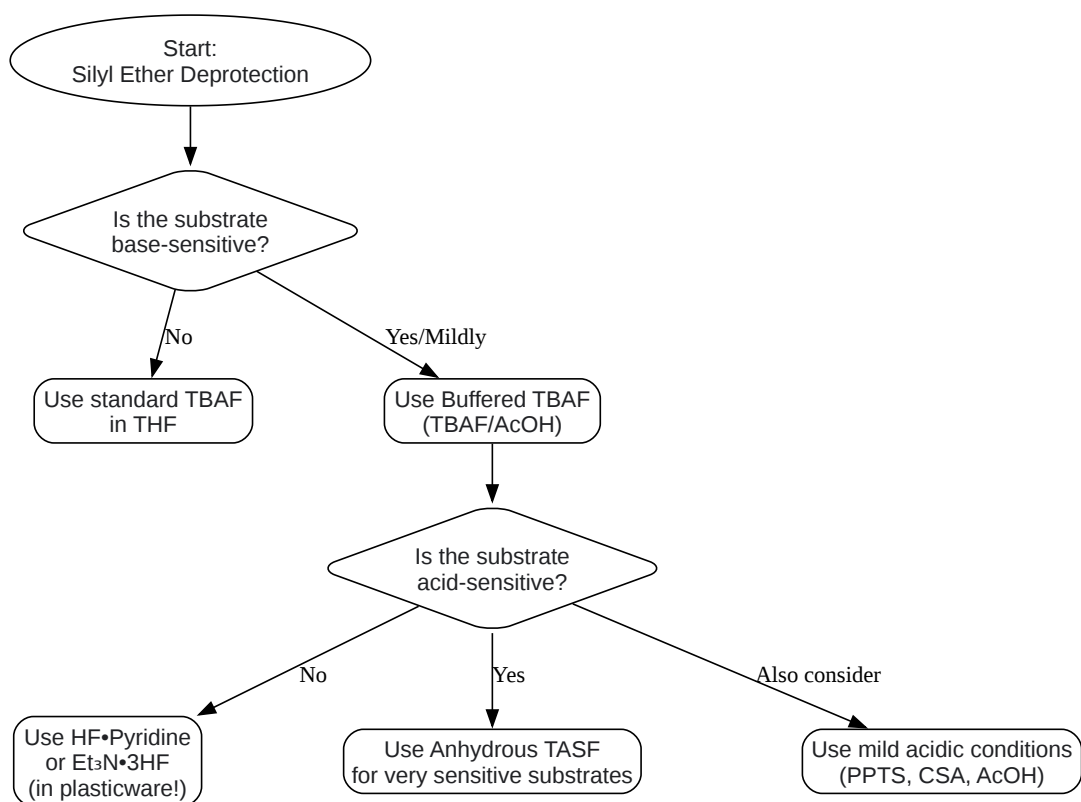 Start:
Silyl Ether Deprotection
Is the substrate
base-sensitive?
No
Yes/Mildly
Use standard TBAF
in THF
Use Buffered TBAF
(TBAF/AcOH)
Is the substrate
acid-sensitive?
No
Yes
Also consider
Use HF•Pyridine
or Et₃N•3HF
(in plasticware!)
Use Anhydrous TASF
for very sensitive substrates
Use mild acidic conditions
(PPTS, CSA, AcOH)